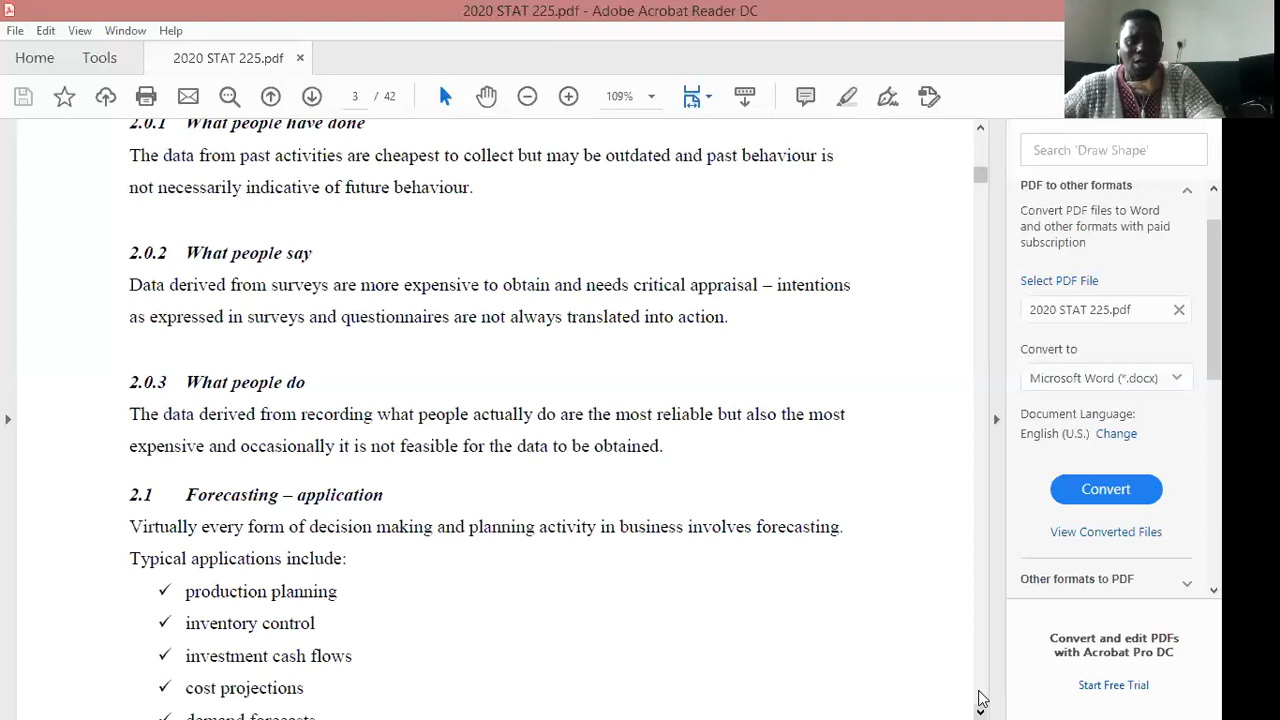 2020 STAT 225.pdf - Adobe Acrobat Reader DC
File Edit View Window Help
Home Tools 2020 STAT 225.pdf ×
3 / 42 109%
2.0.1 What people have done
The data from past activities are cheapest to collect but may be outdated and past behaviour is
not necessarily indicative of future behaviour.
2.0.2 What people say
Data derived from surveys are more expensive to obtain and needs critical appraisal – intentions
as expressed in surveys and questionnaires are not always translated into action.
2.0.3 What people do
The data derived from recording what people actually do are the most reliable but also the most
expensive and occasionally it is not feasible for the data to be obtained.
2.1 Forecasting – application
Virtually every form of decision making and planning activity in business involves forecasting.
Typical applications include:
✓ production planning
✓ inventory control
✓ investment cash flows
✓ cost projections
demand forecasts
Search 'Draw Shape'
PDF to other formats
Convert PDF files to Word
and other formats with paid
subscription
Select PDF File
2020 STAT 225.pdf
Convert to
Microsoft Word (*.docx)
Document Language:
English (U.S.) Change
Convert
View Converted Files
Other formats to PDF
Convert and edit PDFs
with Acrobat Pro DC
Start Free Trial